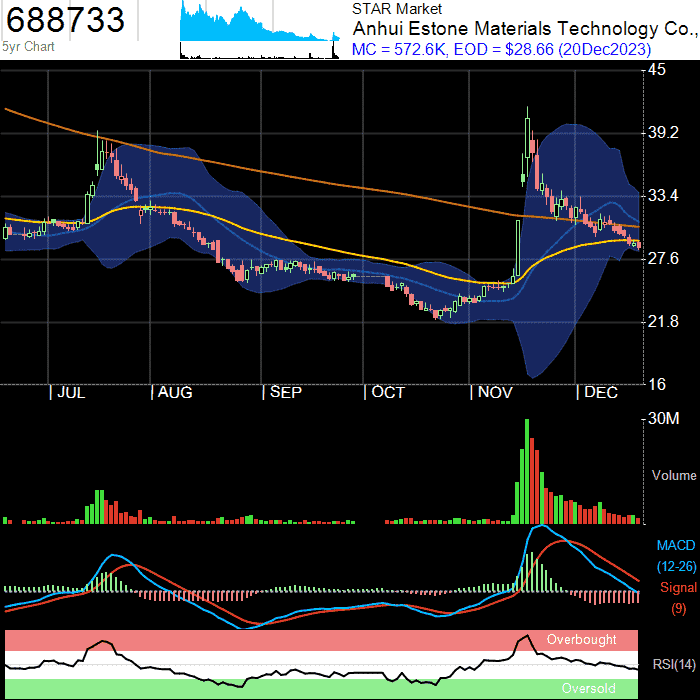 688733
5yr Chart
STAR Market
Anhui Estone Materials Technology Co.,
MC = 572.6K, EOD = $28.66 (20Dec2023)
45
39.2
33.4
27.6
21.8
16
| JUL | AUG | SEP | OCT | NOV | DEC
30M
Volume
MACD
(12-26)
Signal
(9)
Overbought
RSI(14)
Oversold